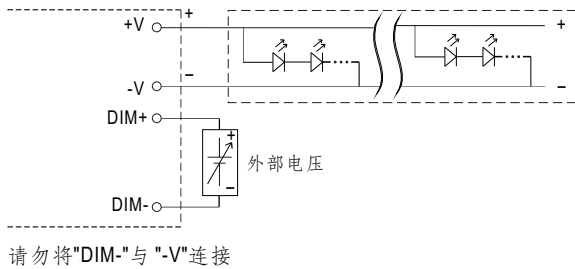 +V
+
+
-V
−
−
DIM+
+
外部电压
−
DIM-
请勿将"DIM-"与 "-V"连接